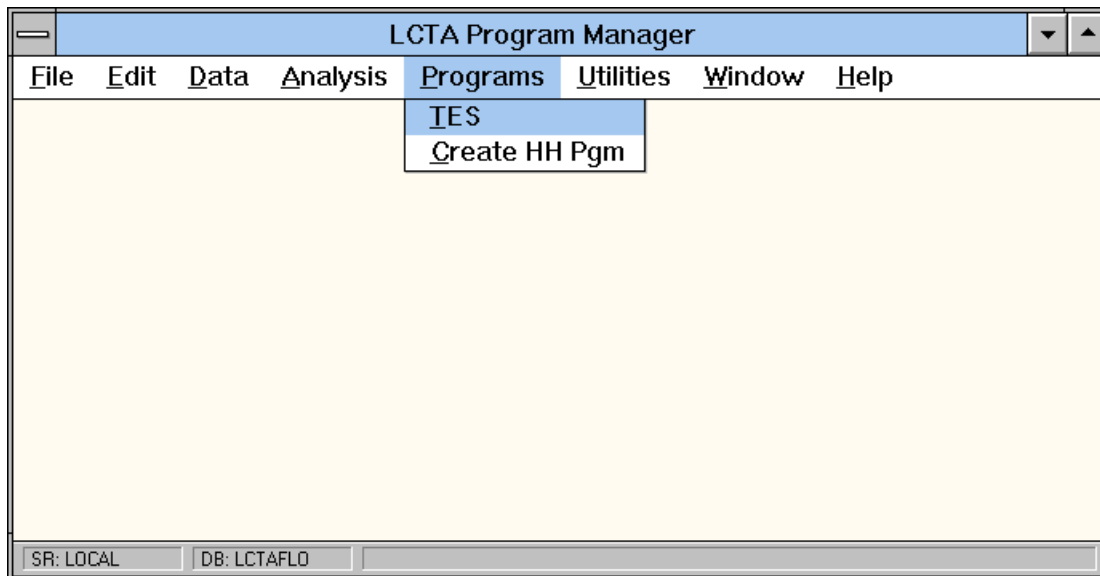 LCTA Program Manager
File Edit Data Analysis Programs Utilities Window Help
TES
Create HH Pgm
SR: LOCAL DB: LCTAFLO